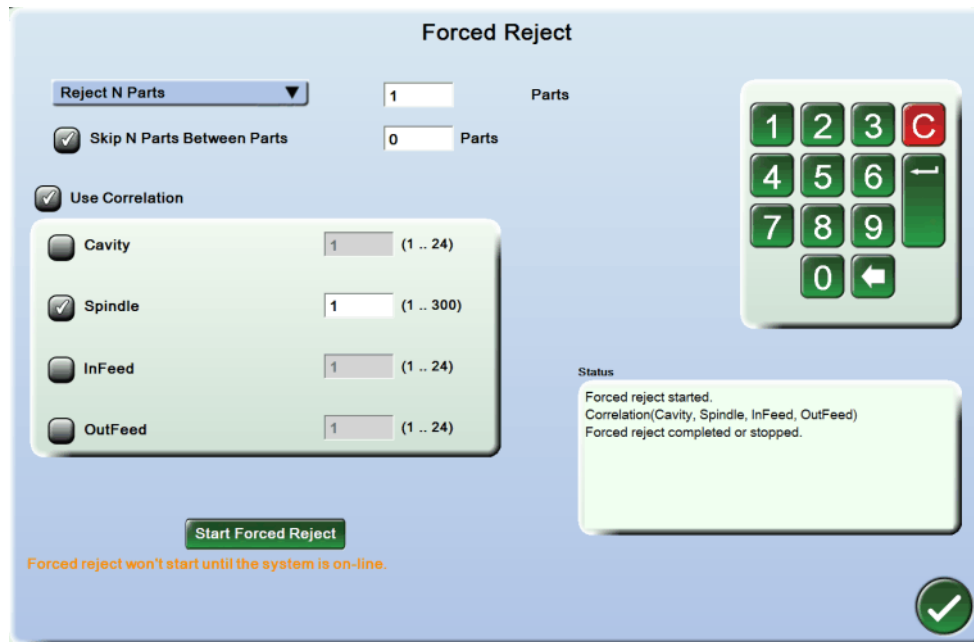 Forced Reject
Reject N Parts 1 Parts
Skip N Parts Between Parts 0 Parts
Use Correlation
Cavity 1 (1 .. 24)
Spindle 1 (1 .. 300)
InFeed 1 (1 .. 24)
OutFeed 1 (1 .. 24)
Start Forced Reject
Forced reject won't start until the system is on-line.
1 2 3 C
4 5 6
7 8 9
0
Status
Forced reject started.
Correlation(Cavity, Spindle, InFeed, OutFeed)
Forced reject completed or stopped.